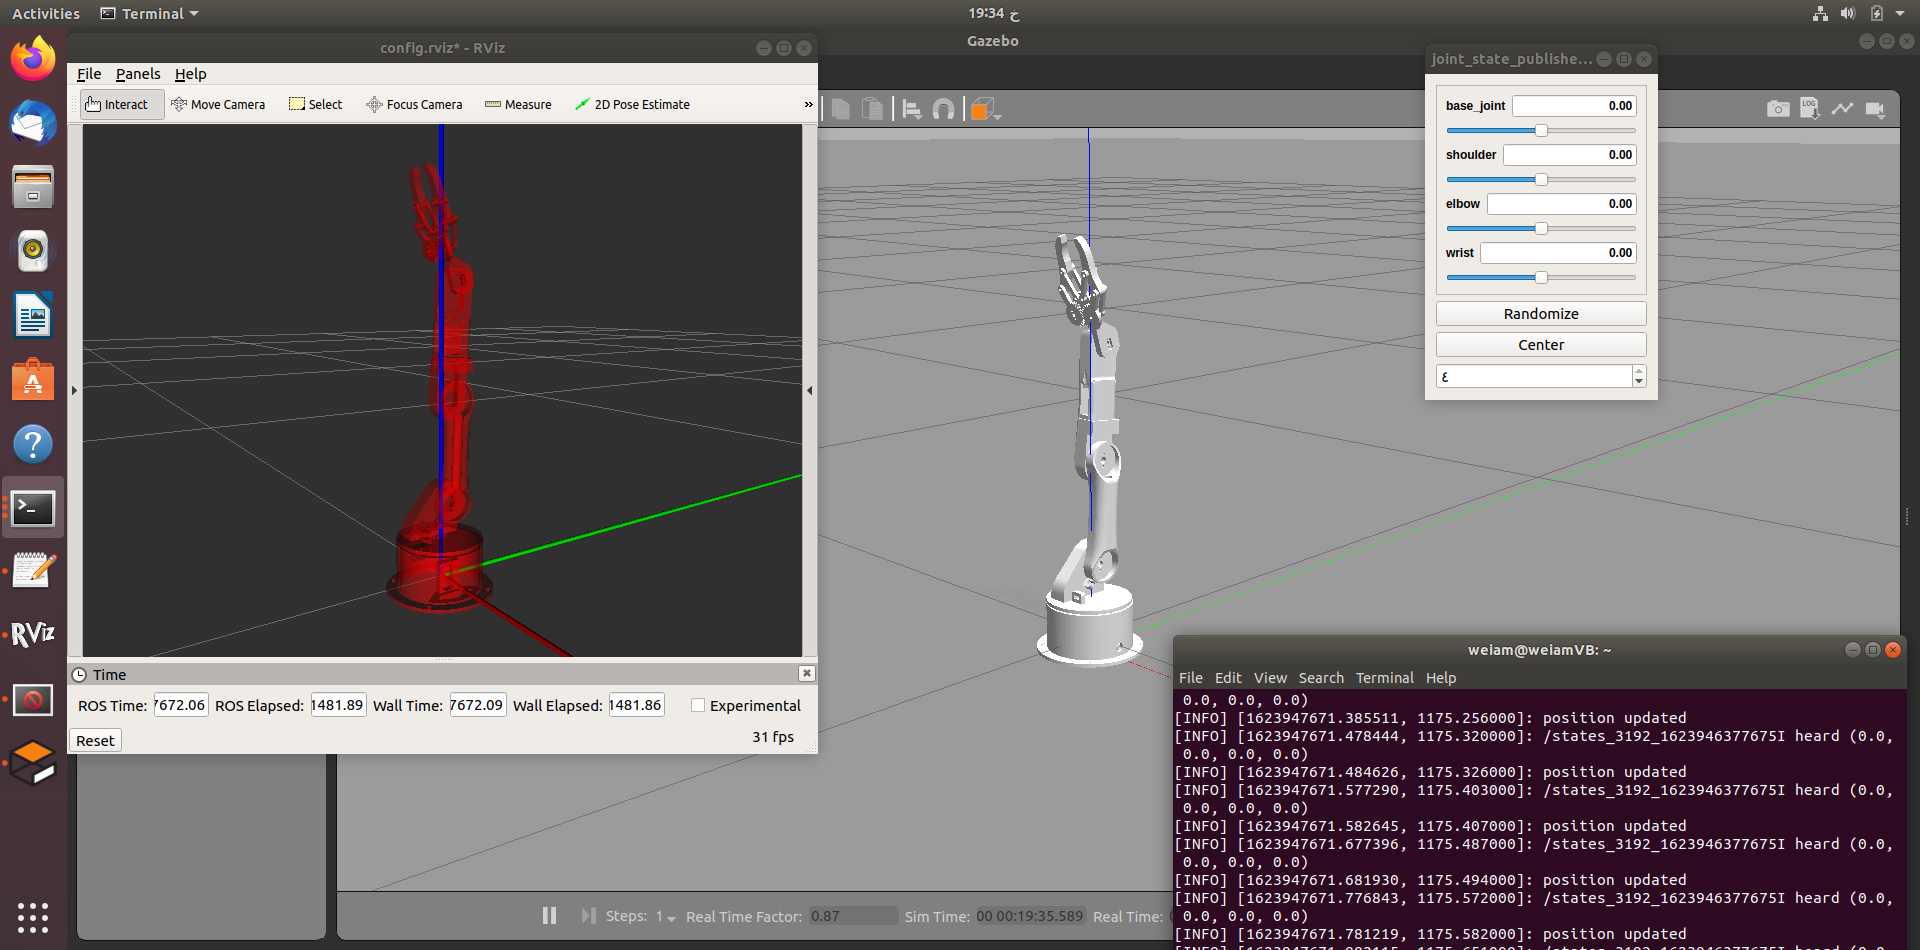 Activities
Terminal
19:34 خ
config.rviz* - RViz
File Panels Help
Interact Move Camera Select Focus Camera Measure 2D Pose Estimate »
Time
ROS Time: 7672.06 ROS Elapsed: 1481.89 Wall Time: 7672.09 Wall Elapsed: 1481.86 Experimental
Reset
31 fps
RViz
Gazebo
LOG
Steps: 1 Real Time Factor: 0.87 Sim Time: 00 00:19:35.589 Real Time:
joint_state_publishe...
base_joint 0.00
shoulder 0.00
elbow 0.00
wrist 0.00
Randomize
Center
٤
weiam@weiamVB: ~
File Edit View Search Terminal Help
0.0, 0.0, 0.0)
[INFO] [1623947671.385511, 1175.256000]: position updated
[INFO] [1623947671.478444, 1175.320000]: /states_3192_1623946377675I heard (0.0,
0.0, 0.0, 0.0)
[INFO] [1623947671.484626, 1175.326000]: position updated
[INFO] [1623947671.577290, 1175.403000]: /states_3192_1623946377675I heard (0.0,
0.0, 0.0, 0.0)
[INFO] [1623947671.582645, 1175.407000]: position updated
[INFO] [1623947671.677396, 1175.487000]: /states_3192_1623946377675I heard (0.0,
0.0, 0.0, 0.0)
[INFO] [1623947671.681930, 1175.494000]: position updated
[INFO] [1623947671.776843, 1175.572000]: /states_3192_1623946377675I heard (0.0,
0.0, 0.0, 0.0)
[INFO] [1623947671.781219, 1175.582000]: position updated